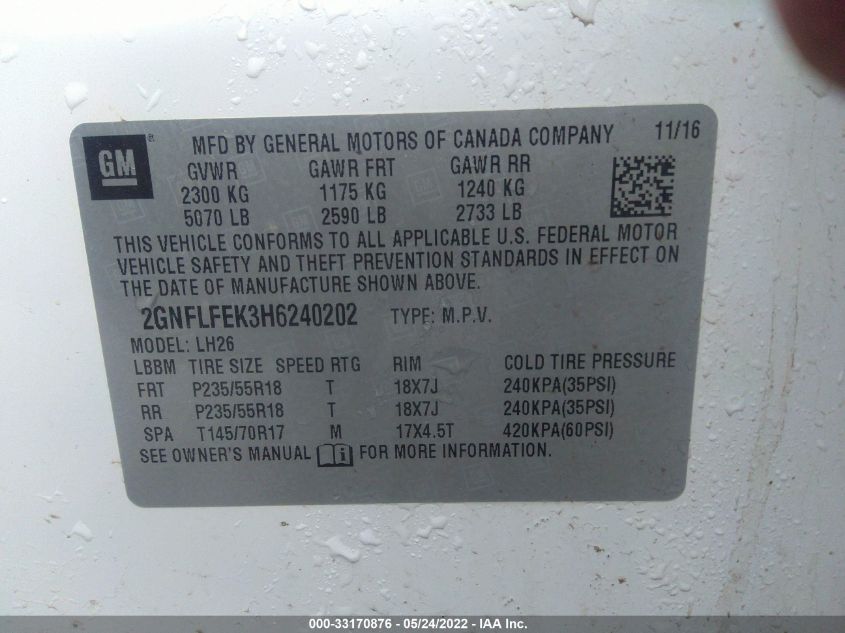 GM ® MFD BY GENERAL MOTORS OF CANADA COMPANY 11/16
GVWR GAWR FRT GAWR RR
2300 KG 1175 KG 1240 KG
5070 LB 2590 LB 2733 LB
THIS VEHICLE CONFORMS TO ALL APPLICABLE U.S. FEDERAL MOTOR
VEHICLE SAFETY AND THEFT PREVENTION STANDARDS IN EFFECT ON
THE DATE OF MANUFACTURE SHOWN ABOVE.
2GNFLFEK3H6240202 TYPE: M.P.V.
MODEL: LH26
LBBM TIRE SIZE SPEED RTG RIM COLD TIRE PRESSURE
FRT P235/55R18 T 18X7J 240KPA(35PSI)
RR P235/55R18 T 18X7J 240KPA(35PSI)
SPA T145/70R17 M 17X4.5T 420KPA(60PSI)
SEE OWNER'S MANUAL i FOR MORE INFORMATION.
000-33170876 - 05/24/2022 - IAA Inc.